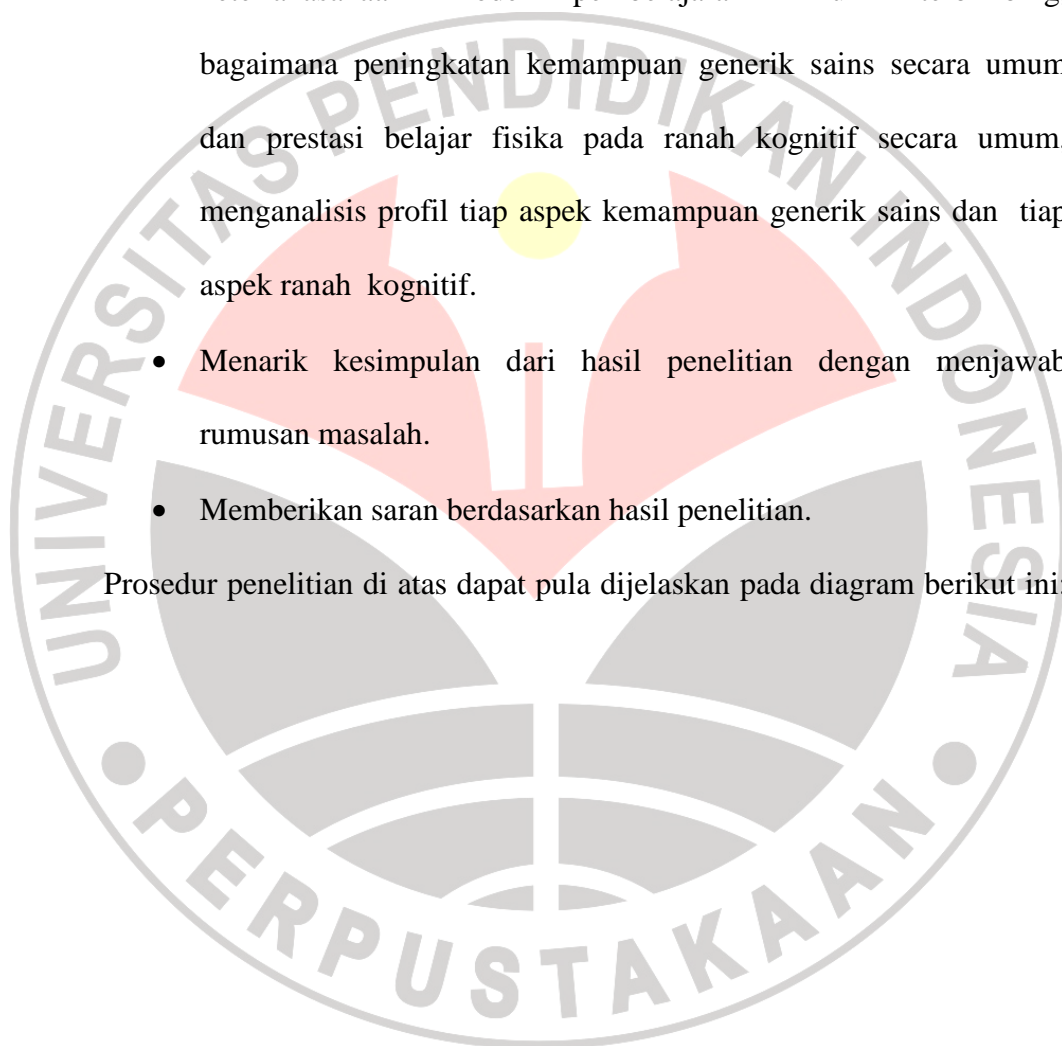 bagaimana peningkatan kemampuan generik sains secara umum
dan prestasi belajar fisika pada ranah kognitif secara umum,
menganalisis profil tiap aspek kemampuan generik sains dan tiap
aspek ranah kognitif.
• Menarik kesimpulan dari hasil penelitian dengan menjawab
rumusan masalah.
• Memberikan saran berdasarkan hasil penelitian.
Prosedur penelitian di atas dapat pula dijelaskan pada diagram berikut ini:
UNIVERSITAS PENDIDIKAN INDONESIA
PERPUSTAKAAN